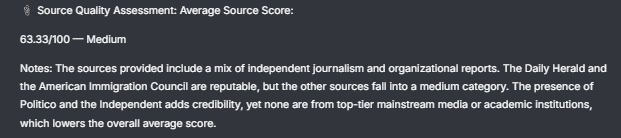 Source Quality Assessment: Average Source Score:
63.33/100 — Medium
Notes: The sources provided include a mix of independent journalism and organizational reports. The Daily Herald and
the American Immigration Council are reputable, but the other sources fall into a medium category. The presence of
Politico and the Independent adds credibility, yet none are from top-tier mainstream media or academic institutions,
which lowers the overall average score.